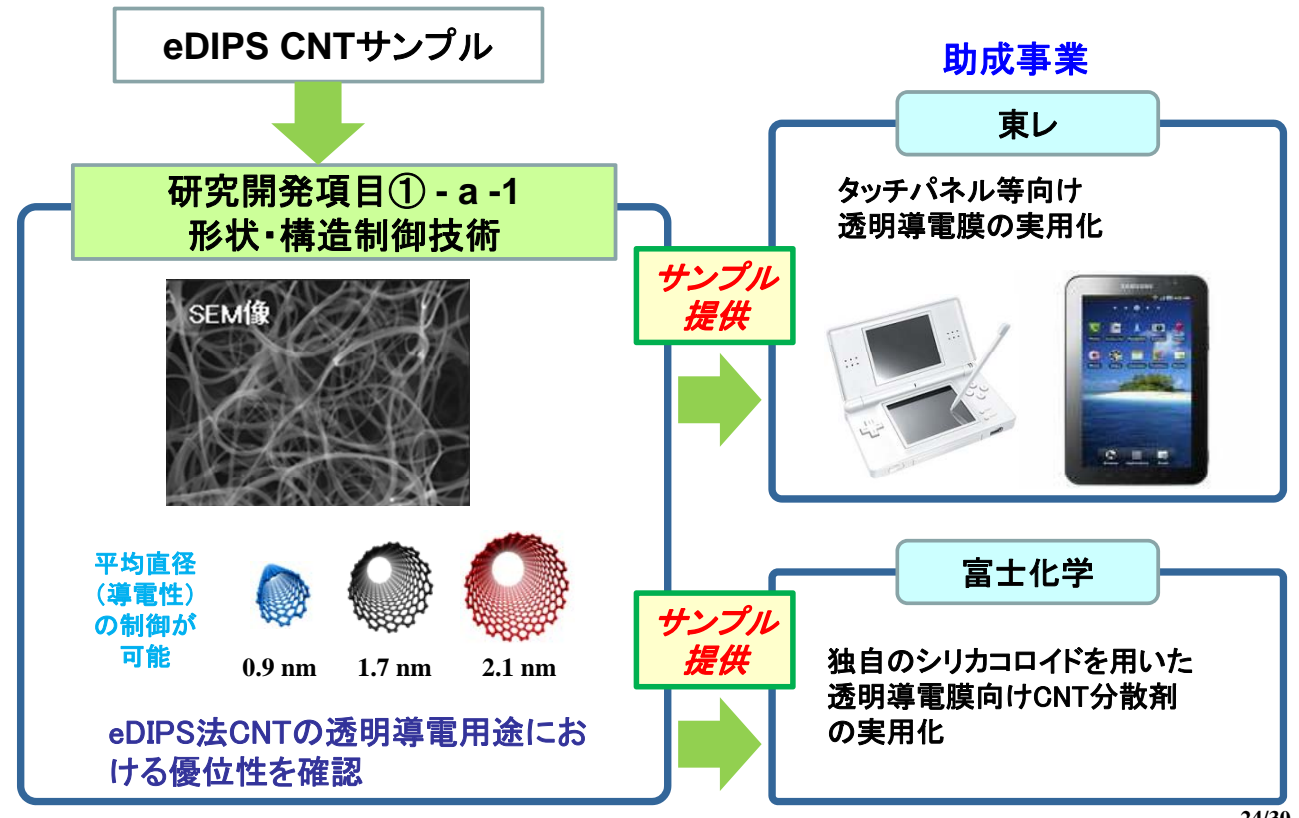 eDIPS CNTサンプル
研究開発項目① - a -1
形状・構造制御技術
SEM像
平均直径
（導電性）
の制御が
可能
0.9 nm
1.7 nm
2.1 nm
eDIPS法CNTの透明導電用途にお
ける優位性を確認
サンプル
提供
サンプル
提供
助成事業
東レ
タッチパネル等向け
透明導電膜の実用化
SAMSUNG
富士化学
独自のシリカコロイドを用いた
透明導電膜向けCNT分散剤
の実用化